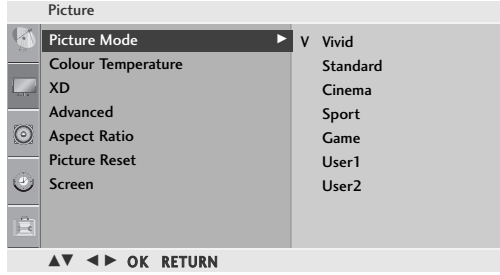 Picture
Picture Mode ► V Vivid
Colour Temperature Standard
XD Cinema
Advanced Sport
Aspect Ratio Game
Picture Reset User1
Screen User2
▲▼ ◄► OK RETURN